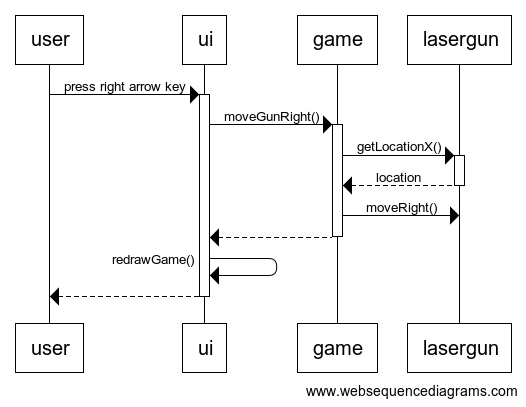 user ui game lasergun
press right arrow key
moveGunRight()
getLocationX()
location
moveRight()
redrawGame()
user ui game lasergun
www.websequencediagrams.com